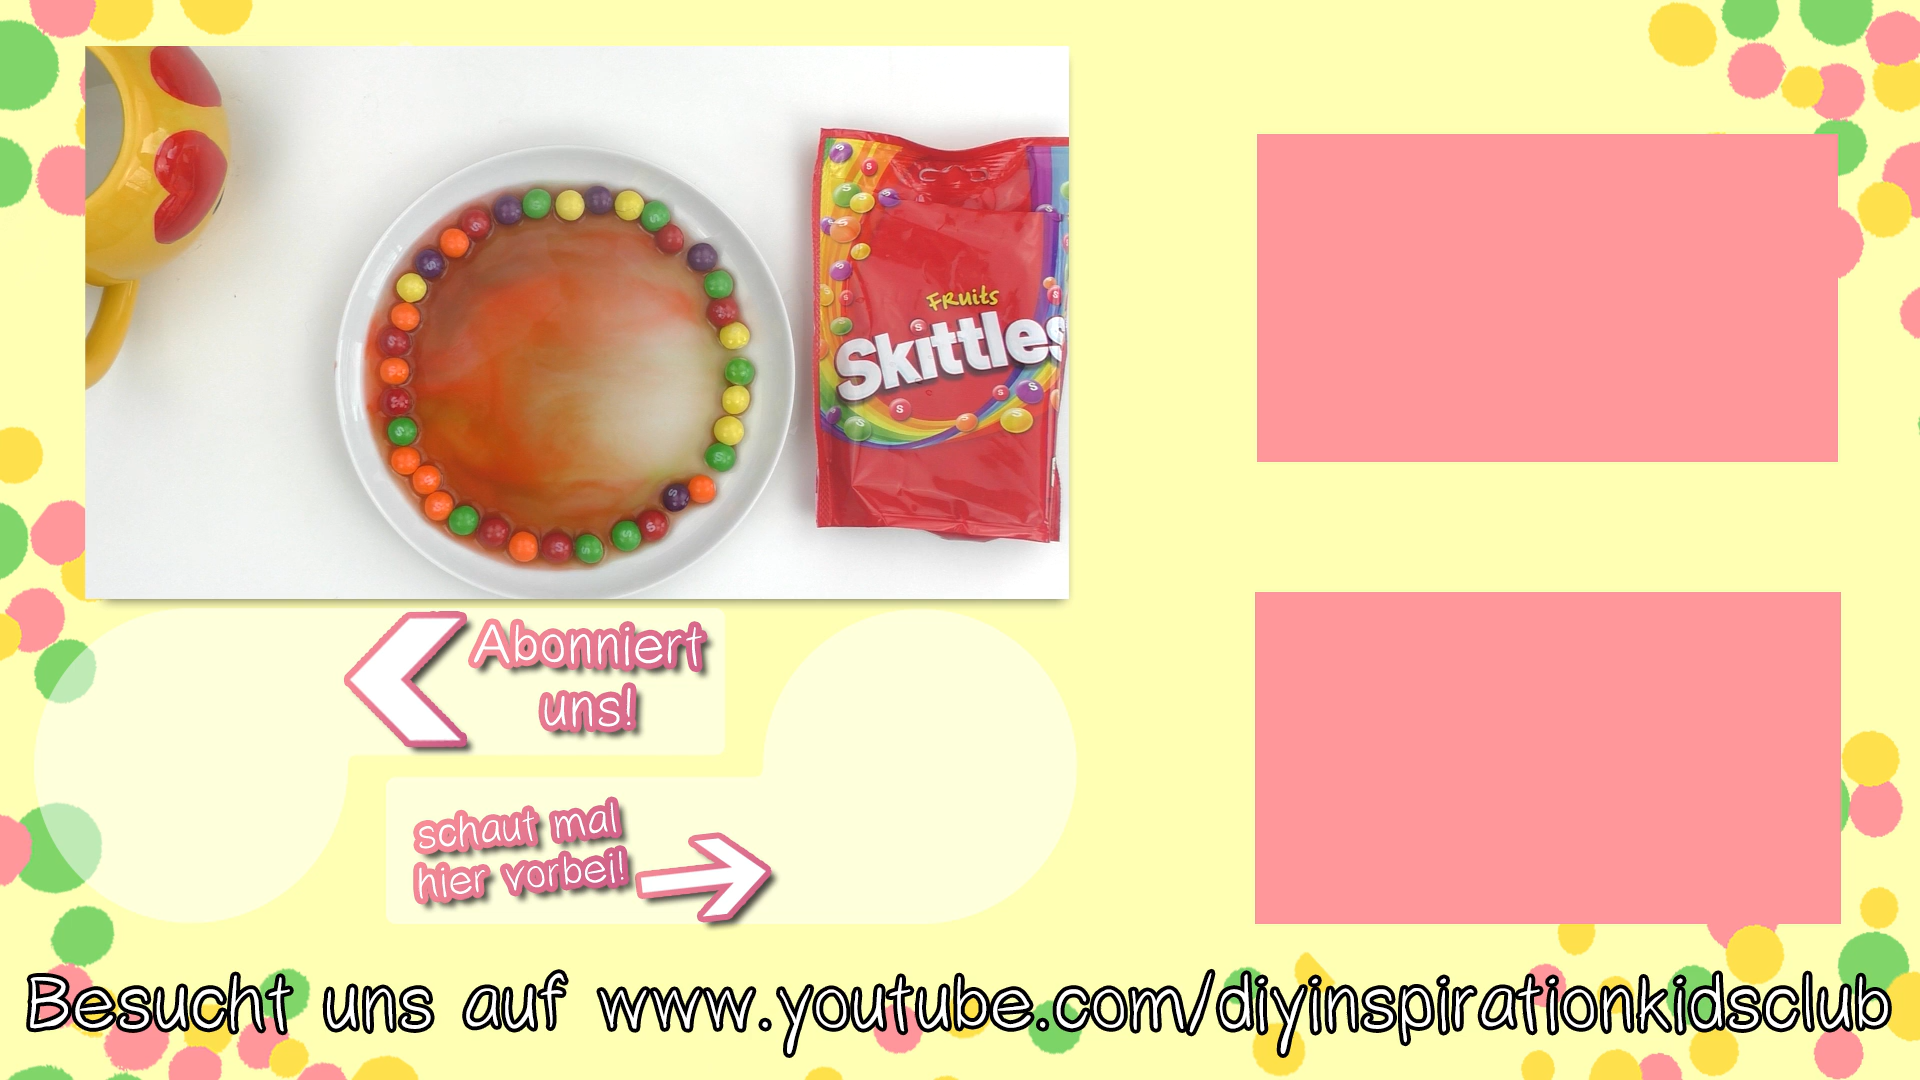 FRuits
Skittles
Abonniert
uns!
schaut mal
hier vorbei!
Besucht uns auf www.youtube.com/diyinspirationkidsclub